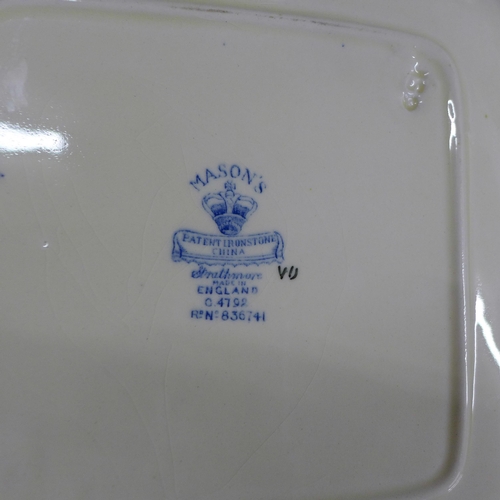 MASON'S
PATENT IRONSTONE
CHINA
Strathmore VU
MADE IN
ENGLAND
C.4792
RD NO 836741